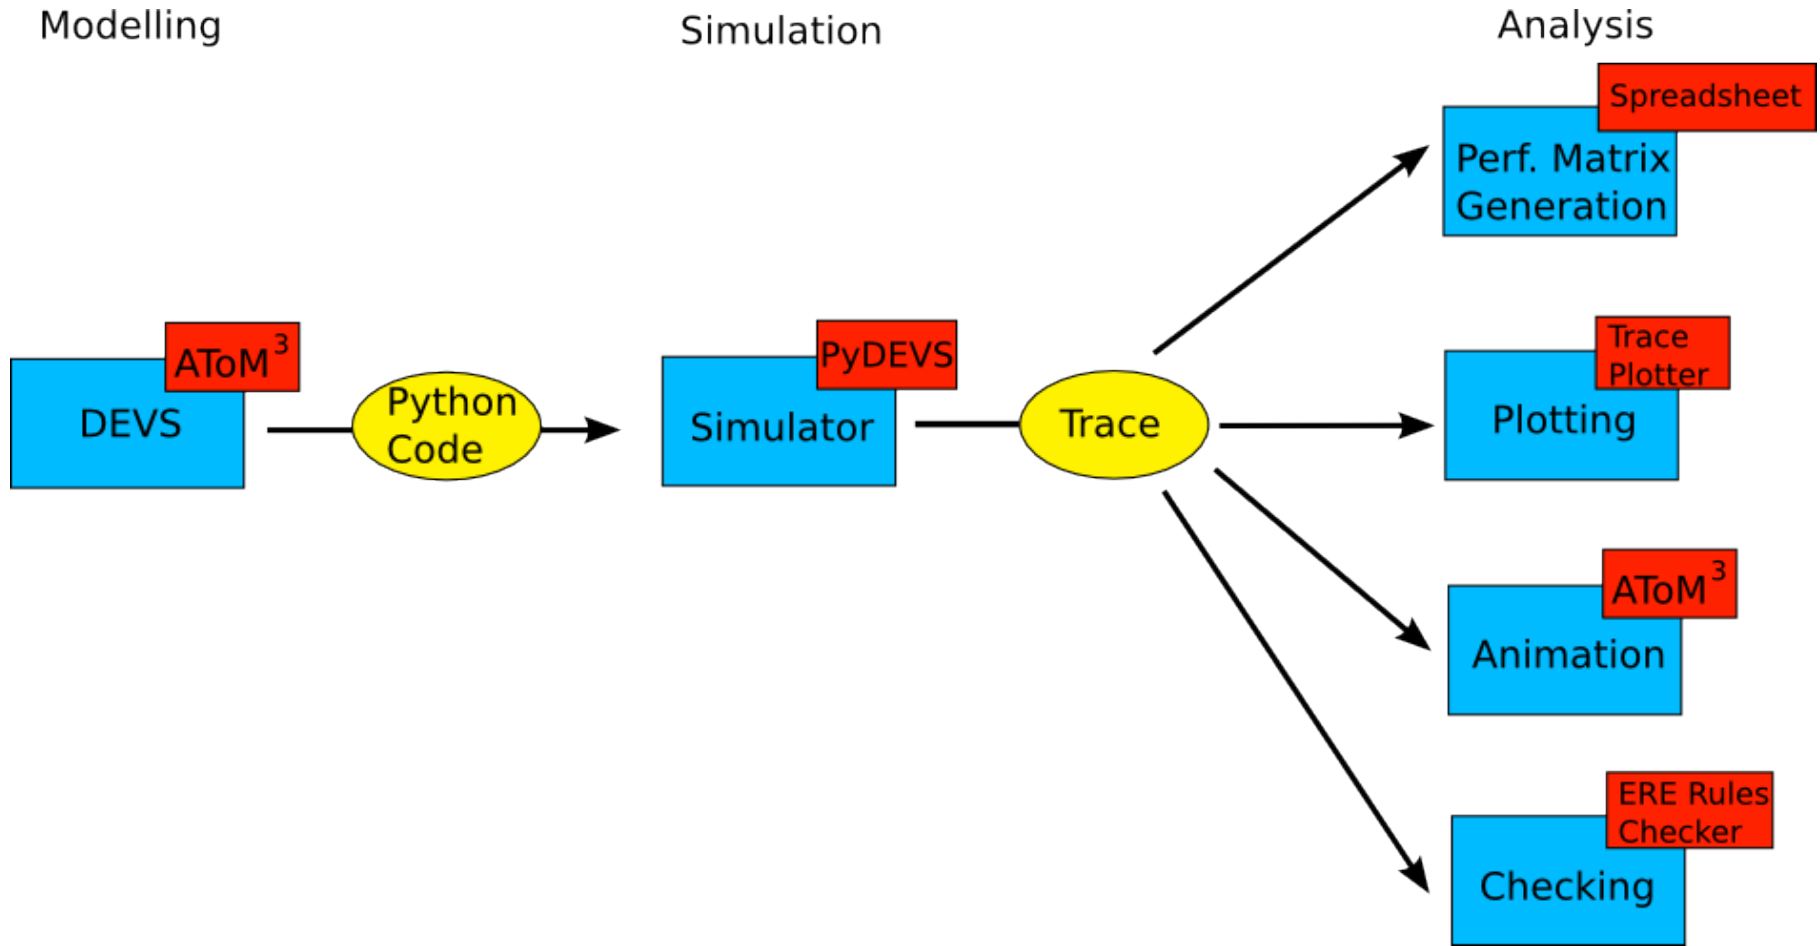 Modelling
Simulation
Analysis
Spreadsheet
Perf. Matrix
Generation
AToM³
DEVS
Python
Code
PyDEVS
Simulator
Trace
Trace
Plotter
Plotting
AToM³
Animation
ERE Rules
Checker
Checking